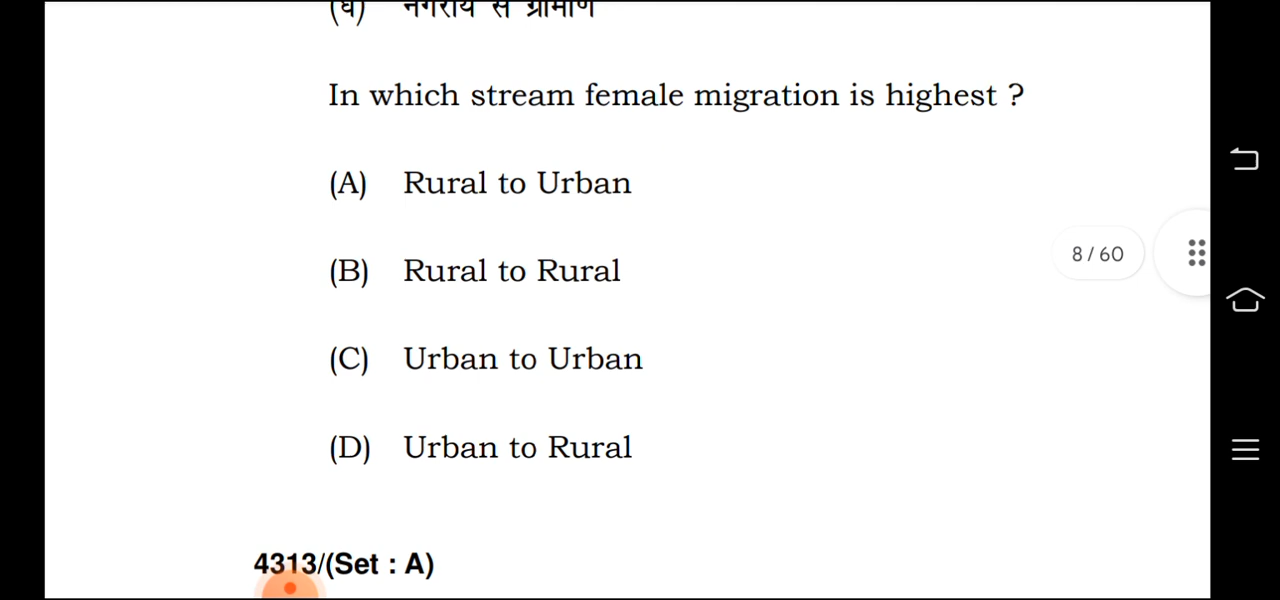 (घ) नगरीय से ग्रामीण
In which stream female migration is highest ?
(A) Rural to Urban
(B) Rural to Rural
8 / 60
(C) Urban to Urban
(D) Urban to Rural
4313/(Set : A)